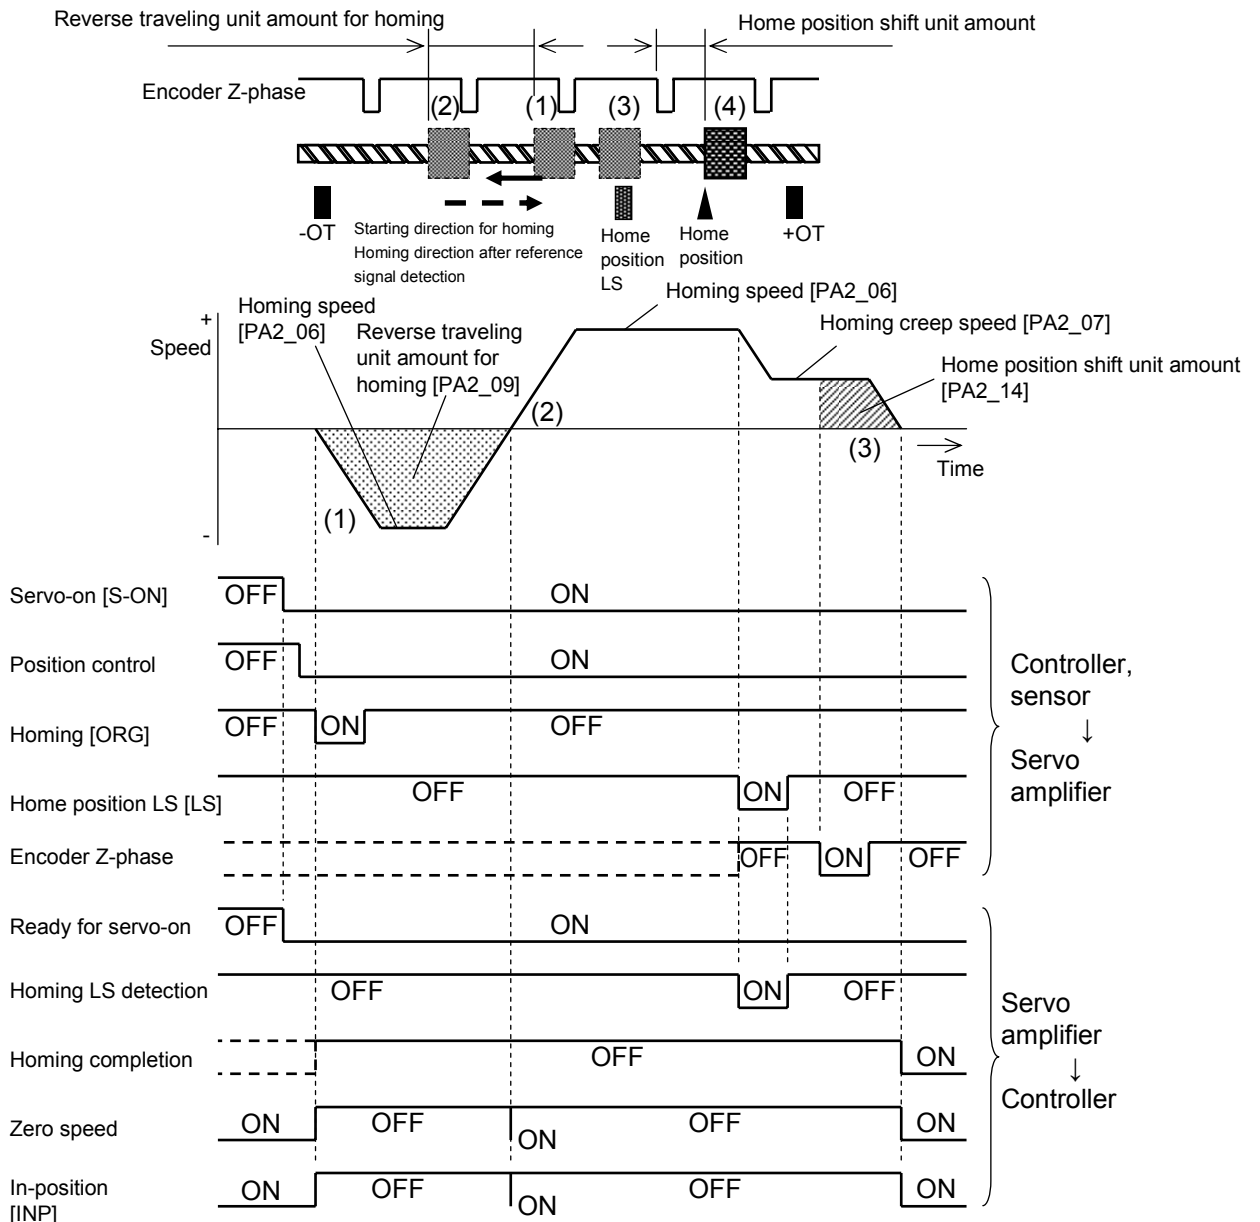 Reverse traveling unit amount for homing
Home position shift unit amount
Encoder Z-phase
(2)
(1)
(3)
(4)
-OT
Starting direction for homing
Homing direction after reference
signal detection
Home
position
LS
Home
position
+OT
Homing speed
[PA2_06]
Reverse traveling
unit amount for
homing [PA2_09]
Homing speed [PA2_06]
Homing creep speed [PA2_07]
Home position shift unit amount
[PA2_14]
+
Speed
-
(1)
(2)
(3)
Time
Servo-on [S-ON]
OFF
ON
Position control
OFF
ON
Homing [ORG]
OFF
ON
OFF
Home position LS [LS]
OFF
ON
OFF
Encoder Z-phase
OFF
ON
OFF
Controller,
sensor
↓
Servo
amplifier
Ready for servo-on
OFF
ON
Homing LS detection
OFF
ON
OFF
Homing completion
OFF
ON
Zero speed
ON
OFF
ON
OFF
ON
In-position
[INP]
ON
OFF
ON
OFF
ON
Servo
amplifier
↓
Controller